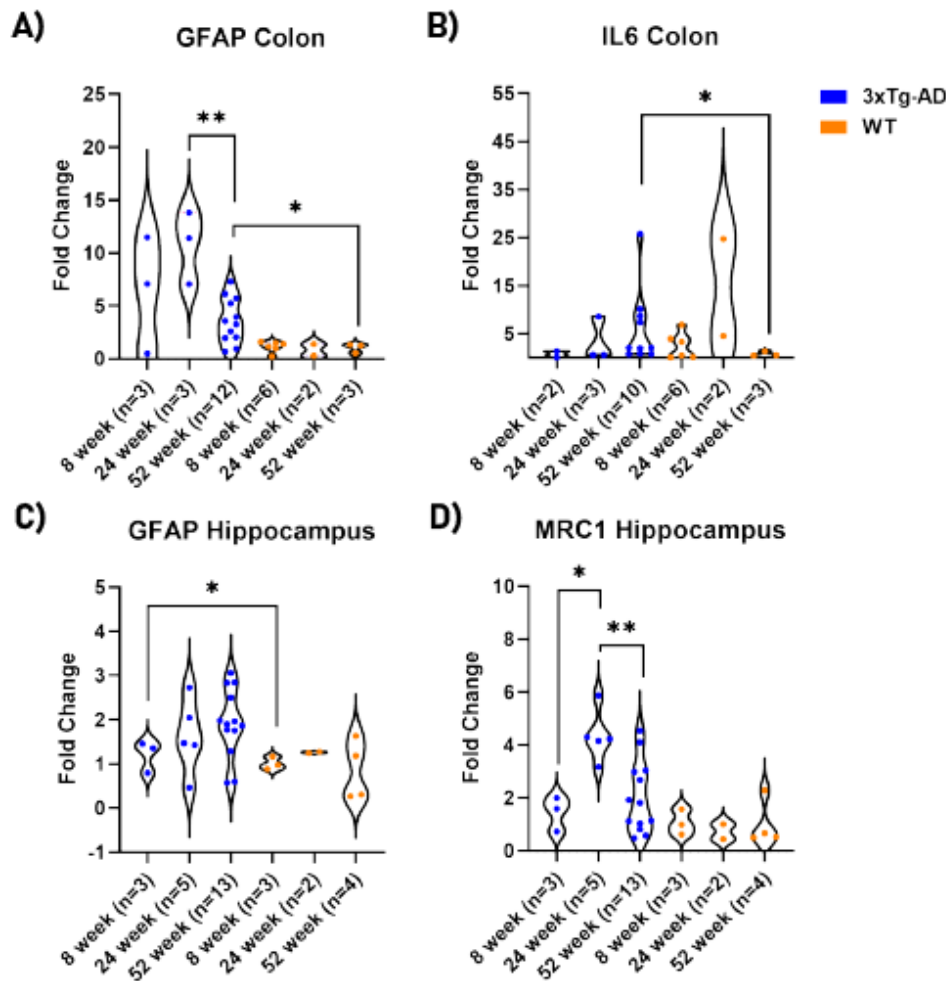 A)
GFAP Colon
Fold Change
25
20
15
10
5
0
**
*
8 week (n=3)
24 week (n=3)
52 week (n=12)
8 week (n=6)
24 week (n=2)
52 week (n=3)
B)
IL6 Colon
Fold Change
55
45
35
25
15
5
*
8 week (n=2)
24 week (n=3)
52 week (n=10)
8 week (n=6)
24 week (n=2)
52 week (n=3)
3xTg-AD
WT
C)
GFAP Hippocampus
Fold Change
5
4
3
2
1
0
-1
*
8 week (n=3)
24 week (n=5)
52 week (n=13)
8 week (n=3)
24 week (n=2)
52 week (n=4)
D)
MRC1 Hippocampus
Fold Change
10
8
6
4
2
0
*
**
8 week (n=3)
24 week (n=5)
52 week (n=13)
8 week (n=3)
24 week (n=2)
52 week (n=4)